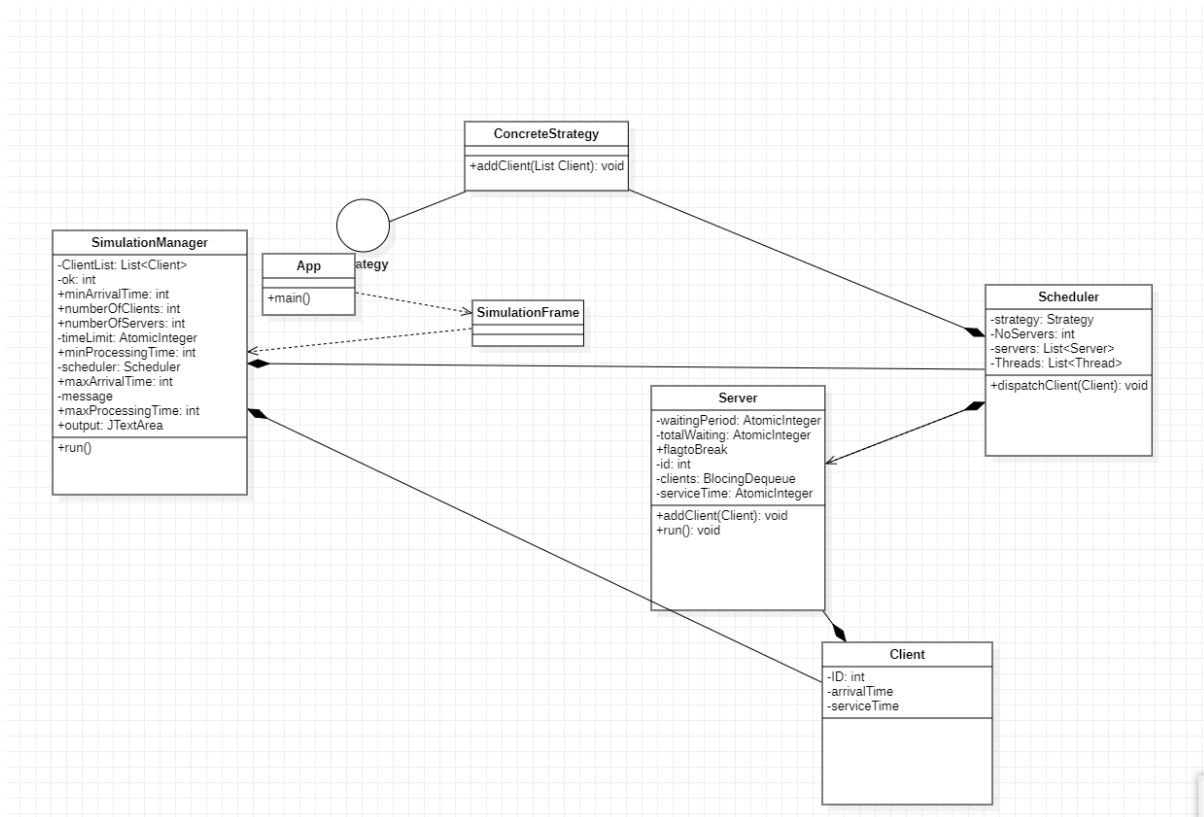 ConcreteStrategy
+addClient(List Client): void
SimulationManager
-ClientList: List<Client>
-ok: int
+minArrivalTime: int
+numberOfClients: int
+numberOfServers: int
-timeLimit: AtomicInteger
+minProcessingTime: int
-scheduler: Scheduler
+maxArrivalTime: int
-message
+maxProcessingTime: int
+output: JTextArea
+run()
ategy
App
+main()
SimulationFrame
Scheduler
-strategy: Strategy
-NoServers: int
-servers: List<Server>
-Threads: List<Thread>
+dispatchClient(Client): void
Server
-waitingPeriod: AtomicInteger
-totalWaiting: AtomicInteger
+flagtoBreak
-id: int
-clients: BlocingDequeue
-serviceTime: AtomicInteger
+addClient(Client): void
+run(): void
Client
-ID: int
-arrivalTime
-serviceTime